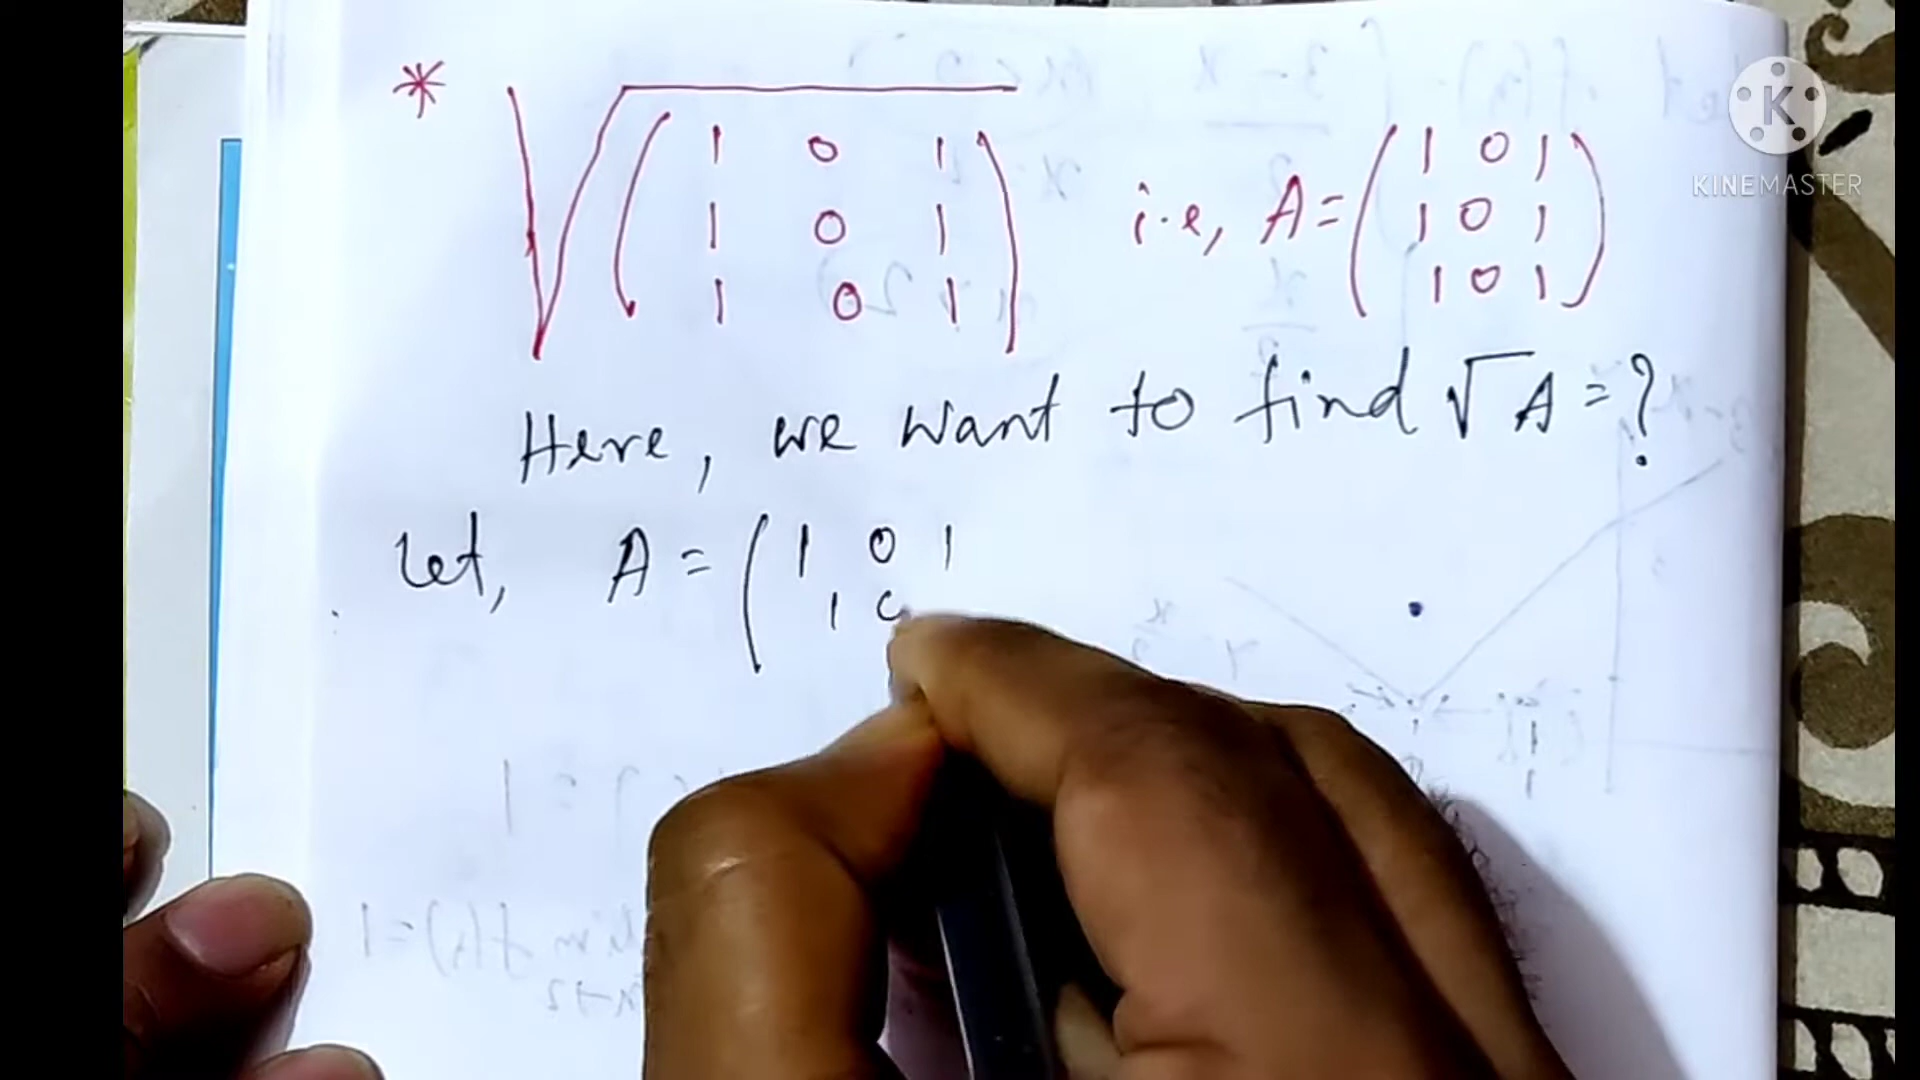 * √(1 0 1
1 0 1 i.e, A = (1 0 1
1 0 1) 1 0 1
1 0 1)
Here, we want to find √A = ?
Let, A = (1 0 1
1 0
KINEMASTER